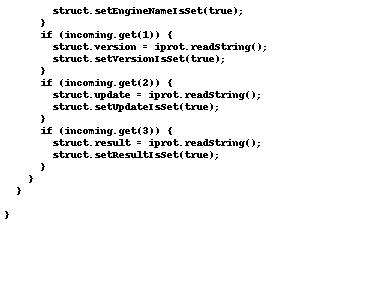 struct.setEngineNameIsSet(true);
}
if (incoming.get(1)) {
struct.version = iprot.readString();
struct.setVersionIsSet(true);
}
if (incoming.get(2)) {
struct.update = iprot.readString();
struct.setUpdateIsSet(true);
}
if (incoming.get(3)) {
struct.result = iprot.readString();
struct.setResultIsSet(true);
}
}
}
}